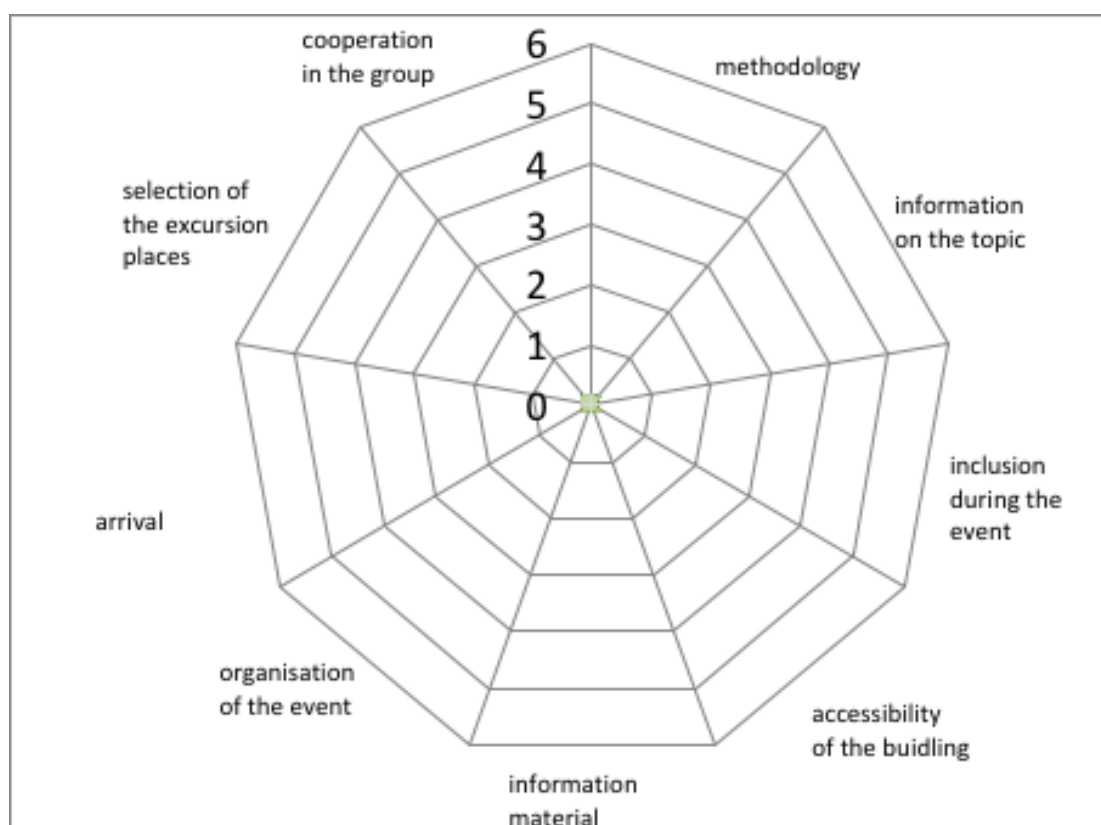 cooperation
in the group
6
5
4
3
2
1
0
methodology
information
on the topic
inclusion
during the
event
accessibility
of the buidling
information
material
organisation
of the event
arrival
selection of
the excursion
places